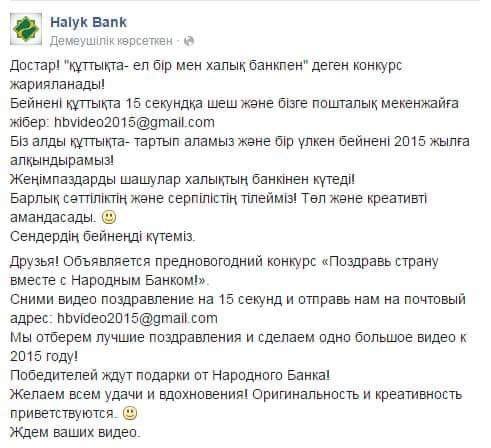 Halyk Bank
Демеушілік көрсеткен ·
Достар! "құттықта- ел бір мен халық банкпен" деген конкурс
жарияланады!
Бейнені құттықта 15 секундқа шеш және бізге пошталық мекенжайға
жібер: hbvideo2015@gmail.com
Біз алды құттықта- тартып аламыз және бір үлкен бейнені 2015 жылға
алқындырамыз!
Жеңімпаздарды шашулар халықтың банкінен күтеді!
Барлық сәттіліктің және серпілістің тілейміз! Төл және креативті
амандасады. 🙂
Сендердің бейнеңді күтеміз.
Друзья! Объявляется предновогодний конкурс «Поздравь страну
вместе с Народным Банком!».
Сними видео поздравление на 15 секунд и отправь нам на почтовый
адрес: hbvideo2015@gmail.com
Мы отберем лучшие поздравления и сделаем одно большое видео к
2015 году!
Победителей ждут подарки от Народного Банка!
Желаем всем удачи и вдохновения! Оригинальность и креативность
приветствуются. 🙂
Ждем ваших видео.